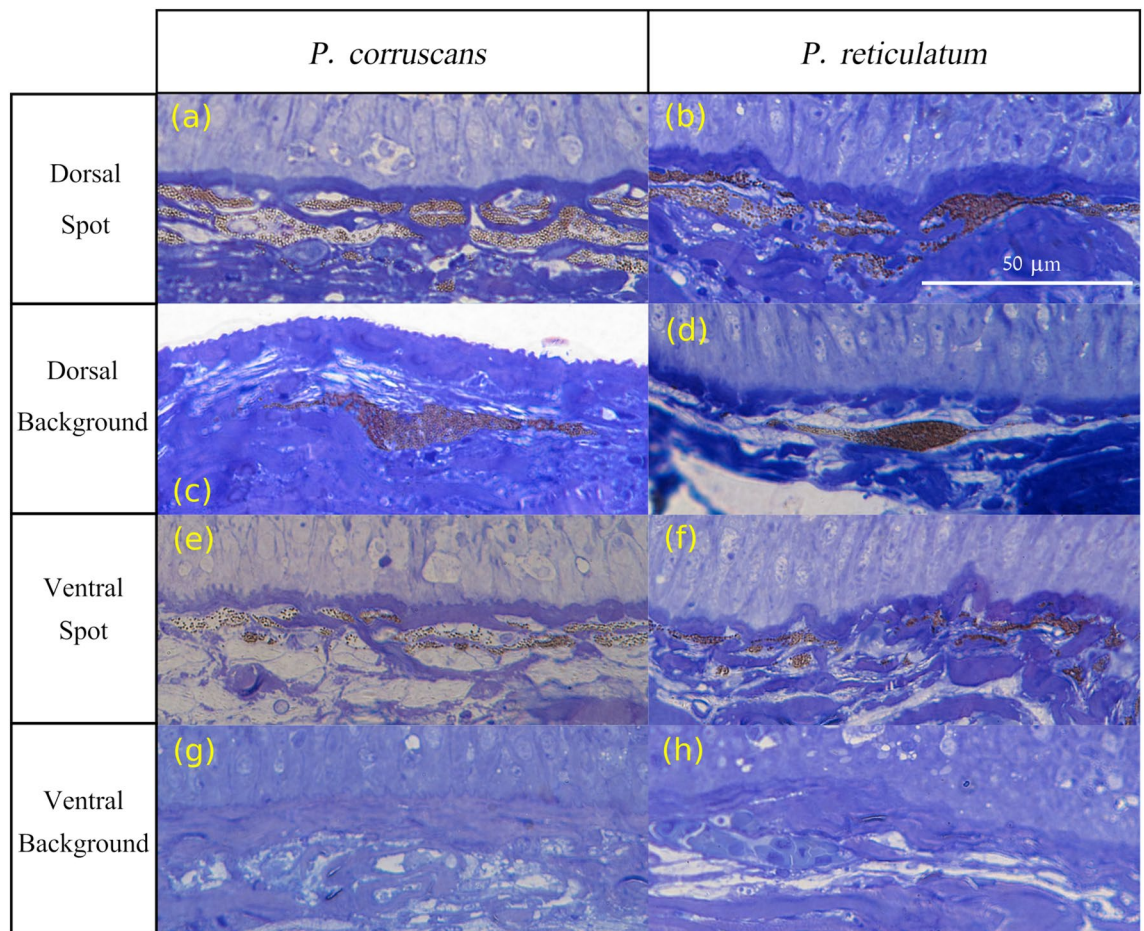 P. corruscans
P. reticulatum
Dorsal
Spot
(a)
(b)
50 μm
Dorsal
Background
(c)
(d)
Ventral
Spot
(e)
(f)
Ventral
Background
(g)
(h)